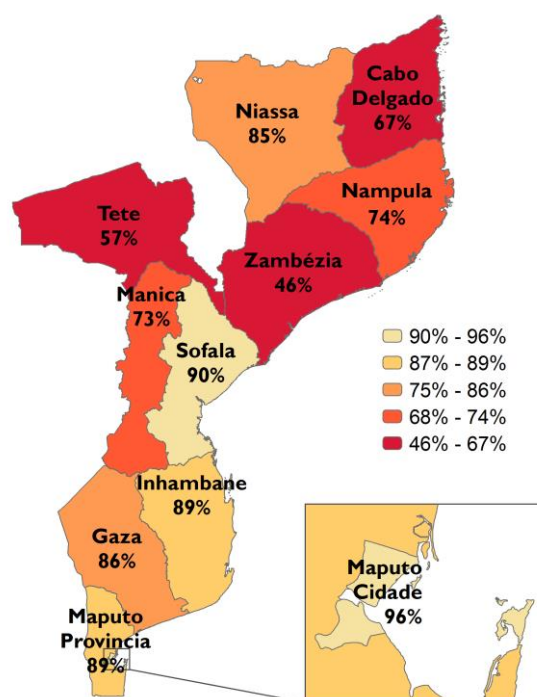 Cabo
Delgado
67%
Niassa
85%
Nampula
74%
Tete
57%
Zambézia
46%
Manica
73%
Sofala
90%
90% - 96%
87% - 89%
75% - 86%
68% - 74%
46% - 67%
Inhambane
89%
Gaza
86%
Maputo
Cidade
96%
Maputo
Provincia
89%